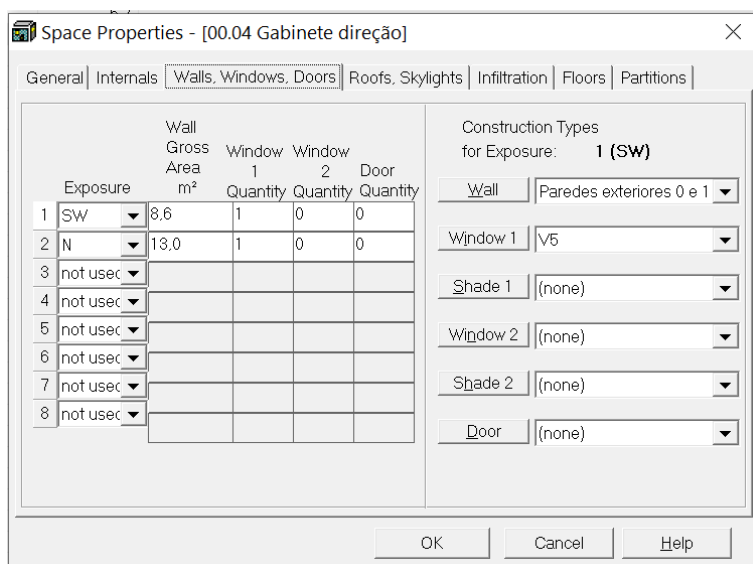 Space Properties - [00.04 Gabinete direção]
General Internals Walls, Windows, Doors Roofs, Skylights Infiltration Floors Partitions
Wall
Gross
Area
m²
Window
1
Quantity
Window
2
Quantity
Door
Quantity
Exposure
1 SW 8,6 1 0 0
2 N 13,0 1 0 0
3 not usec
4 not usec
5 not usec
6 not usec
7 not usec
8 not usec
Construction Types
for Exposure: 1 (SW)
Wall Paredes exteriores 0 e 1
Window 1 V5
Shade 1 (none)
Window 2 (none)
Shade 2 (none)
Door (none)
OK Cancel Help